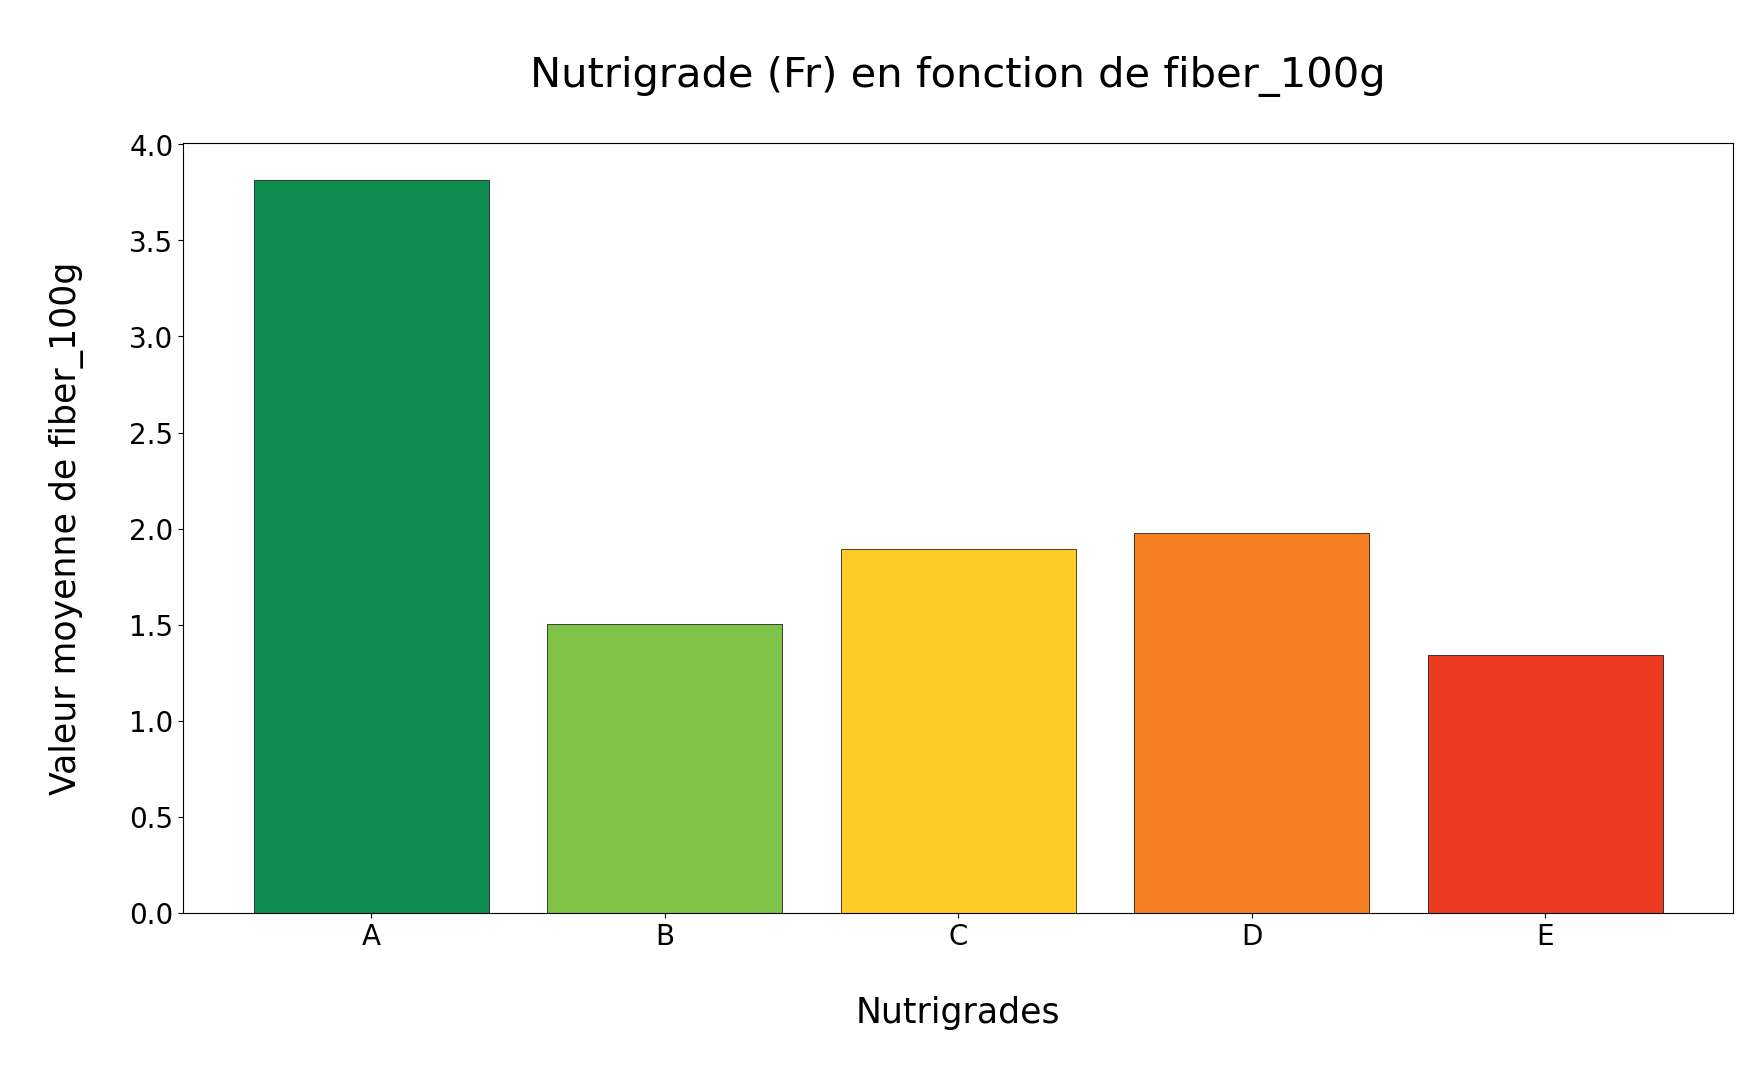 Nutrigrade (Fr) en fonction de fiber_100g
Valeur moyenne de fiber_100g
4.0
3.5
3.0
2.5
2.0
1.5
1.0
0.5
0.0
A
B
C
D
E
Nutrigrades